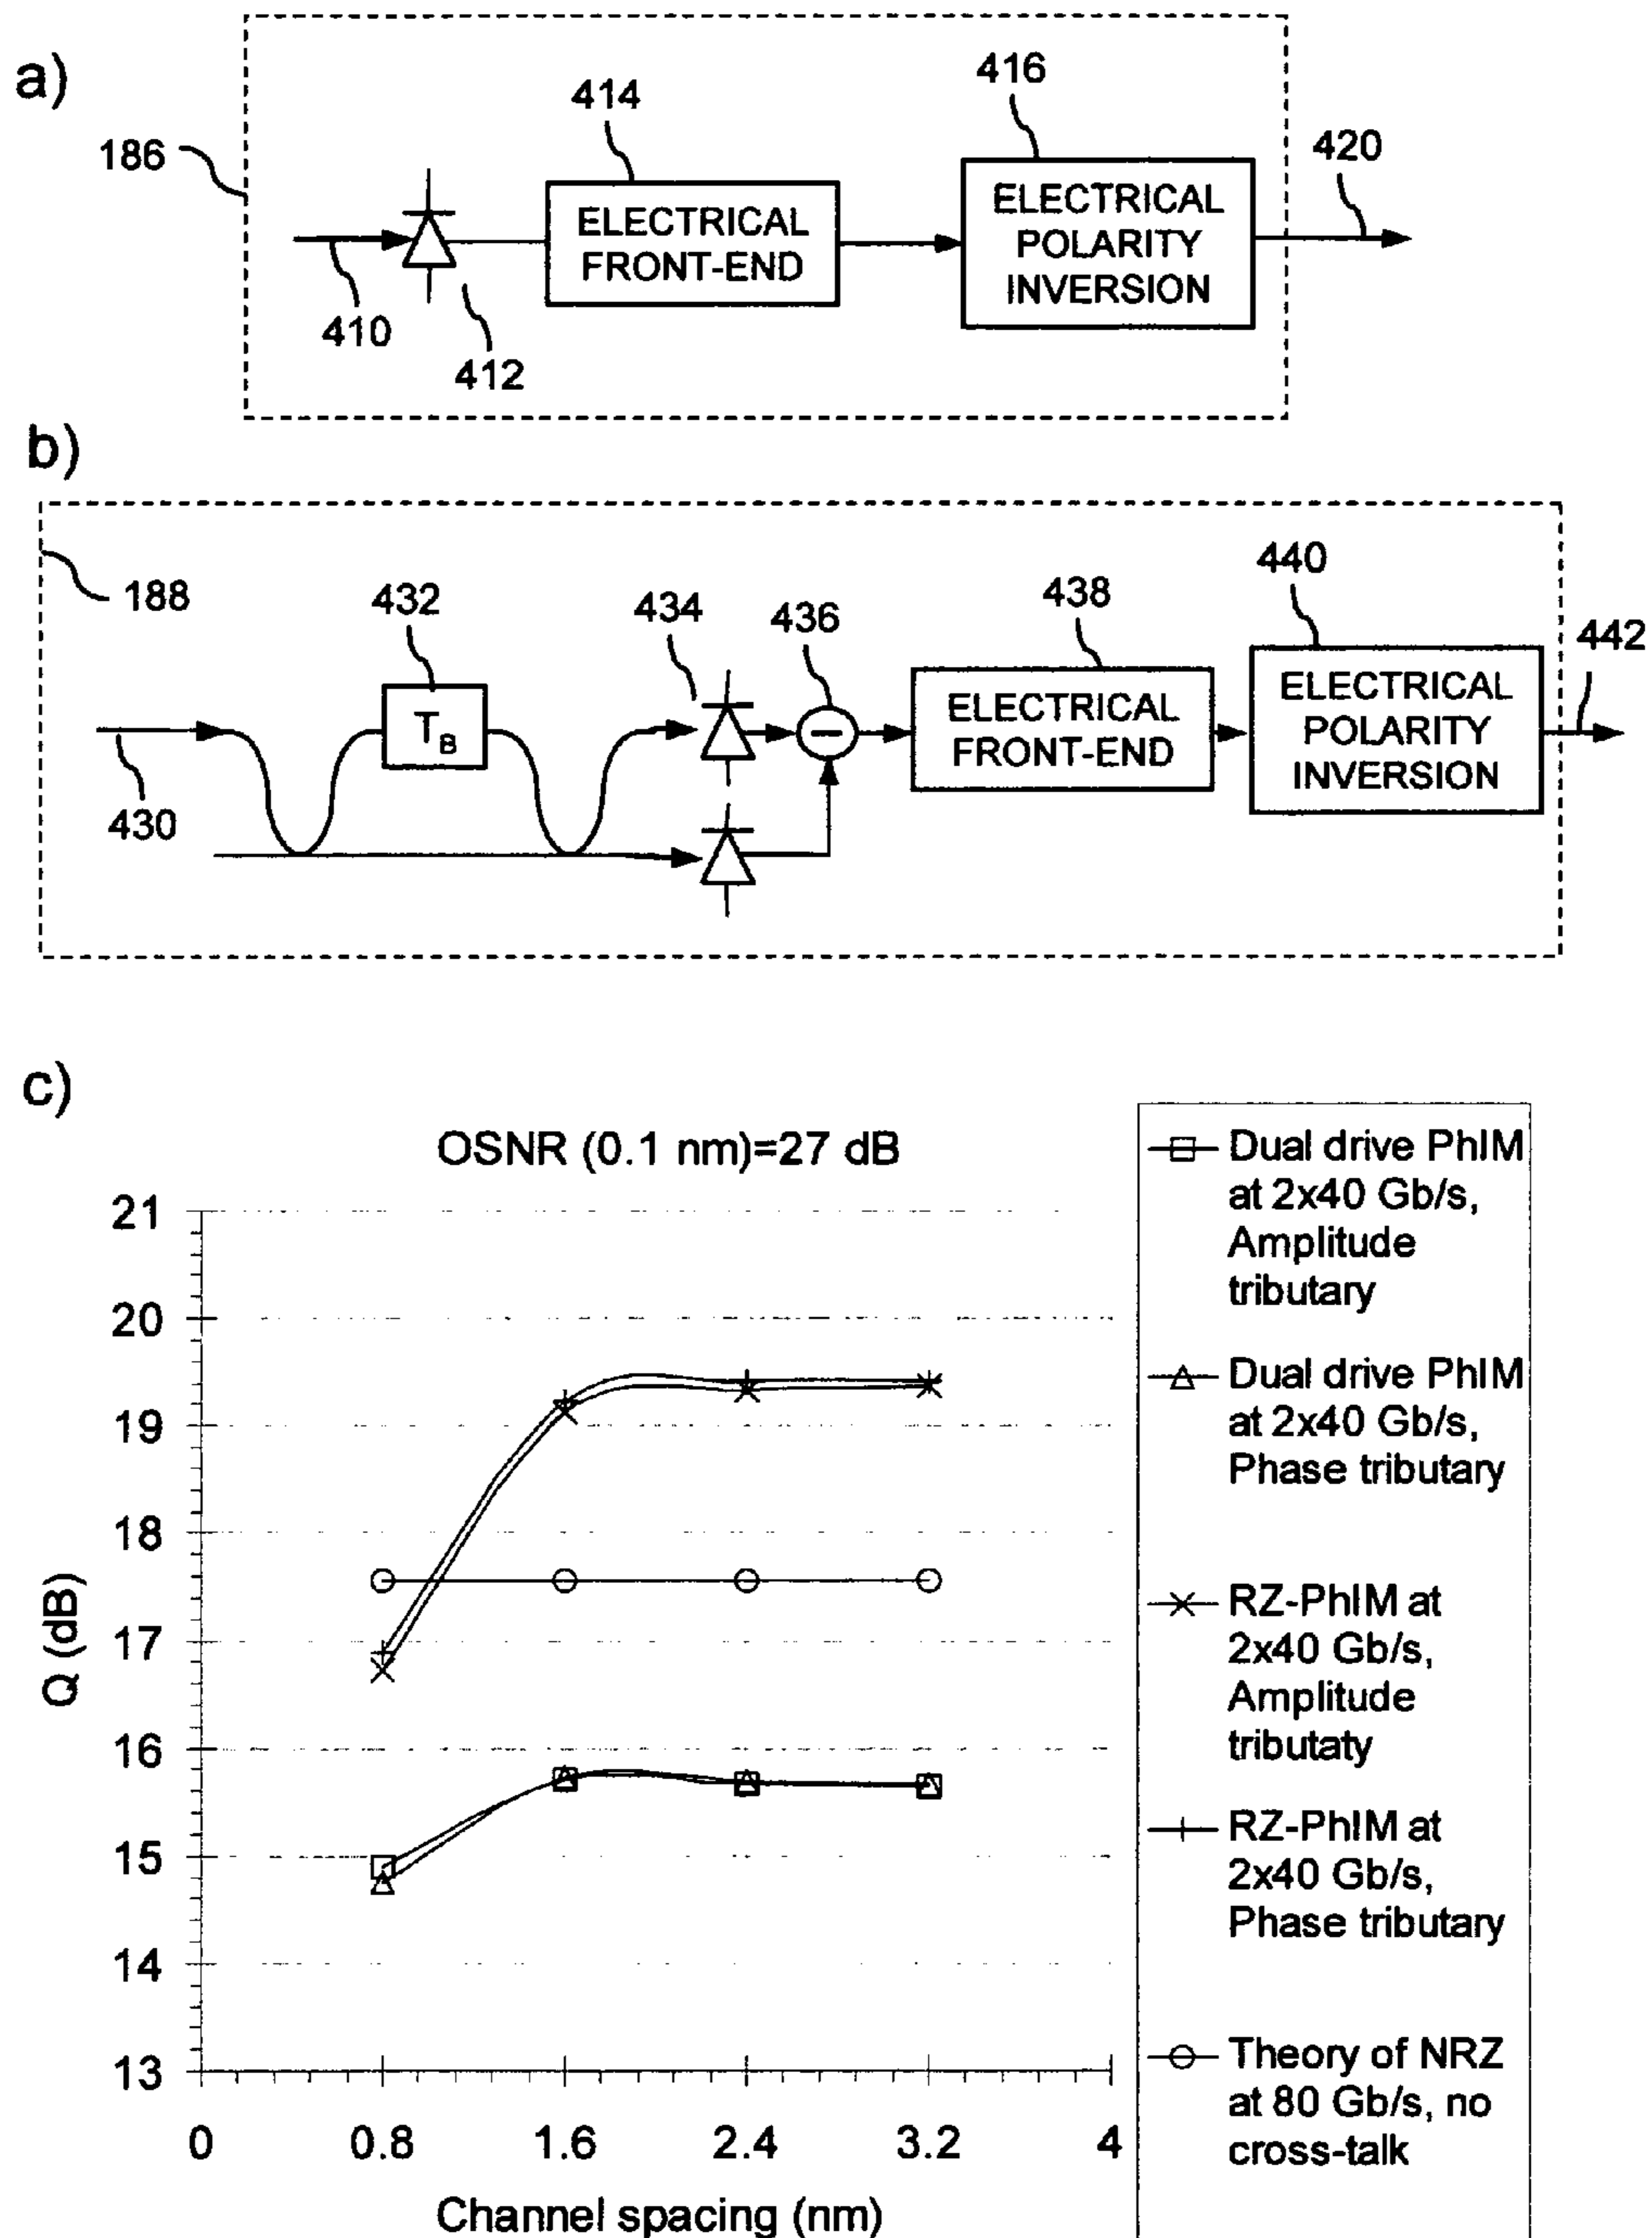 a)
186
414
416
420
410
412
ELECTRICAL
FRONT-END
ELECTRICAL
POLARITY
INVERSION
b)
188
432
434
436
438
440
442
430
T_B
ELECTRICAL
FRONT-END
ELECTRICAL
POLARITY
INVERSION
c)
OSNR (0.1 nm)=27 dB
21
20
19
18
17
16
15
14
13
Q (dB)
0
0.8
1.6
2.4
3.2
4
Channel spacing (nm)
Dual drive PhIM
at 2x40 Gb/s,
Amplitude
tributary
Dual drive PhIM
at 2x40 Gb/s,
Phase tributary
RZ-PhIM at
2x40 Gb/s,
Amplitude
tributaty
RZ-PhIM at
2x40 Gb/s,
Phase tributary
Theory of NRZ
at 80 Gb/s, no
cross-talk